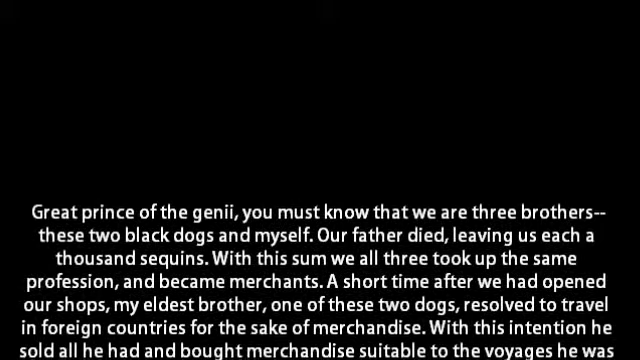 Great prince of the genii, you must know that we are three brothers--
these two black dogs and myself. Our father died, leaving us each a
thousand sequins. With this sum we all three took up the same
profession, and became merchants. A short time after we had opened
our shops, my eldest brother, one of these two dogs, resolved to travel
in foreign countries for the sake of merchandise. With this intention he
sold all he had and bought merchandise suitable to the voyages he was